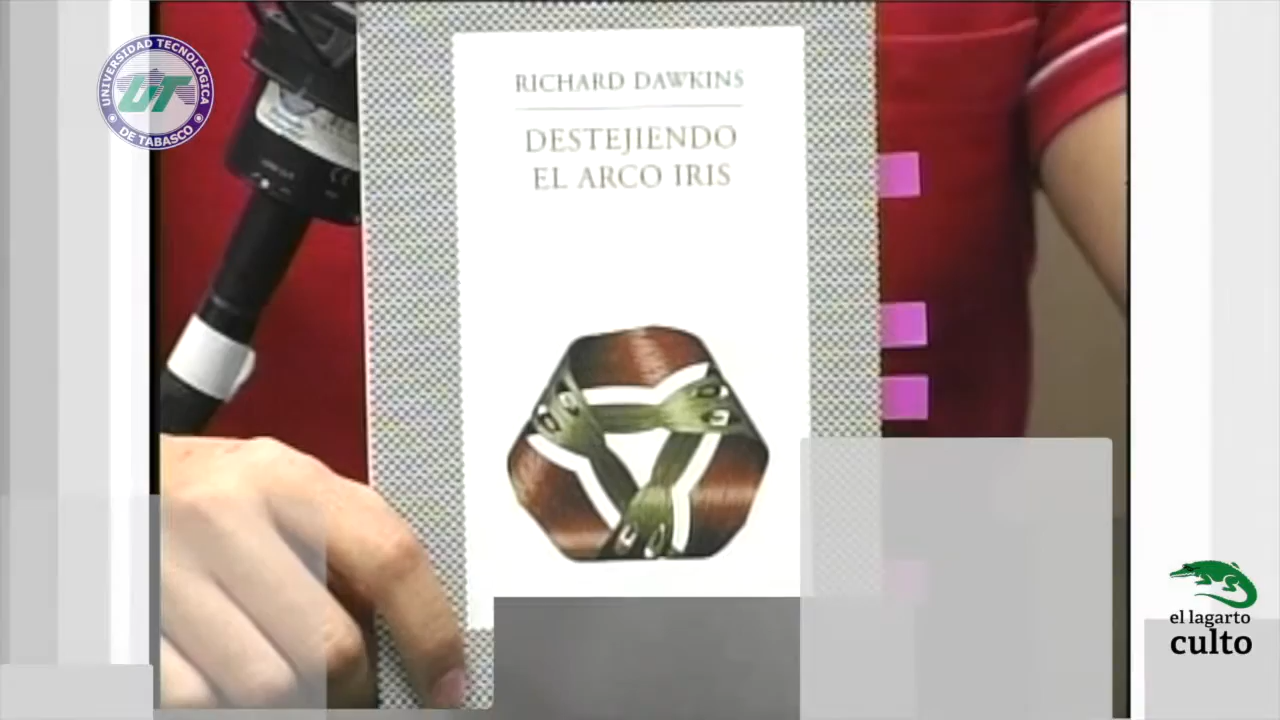 UNIVERSIDAD TECNOLÓGICA
UT
DE TABASCO
RICHARD DAWKINS
DESTEJIENDO
EL ARCO IRIS
el lagarto
culto